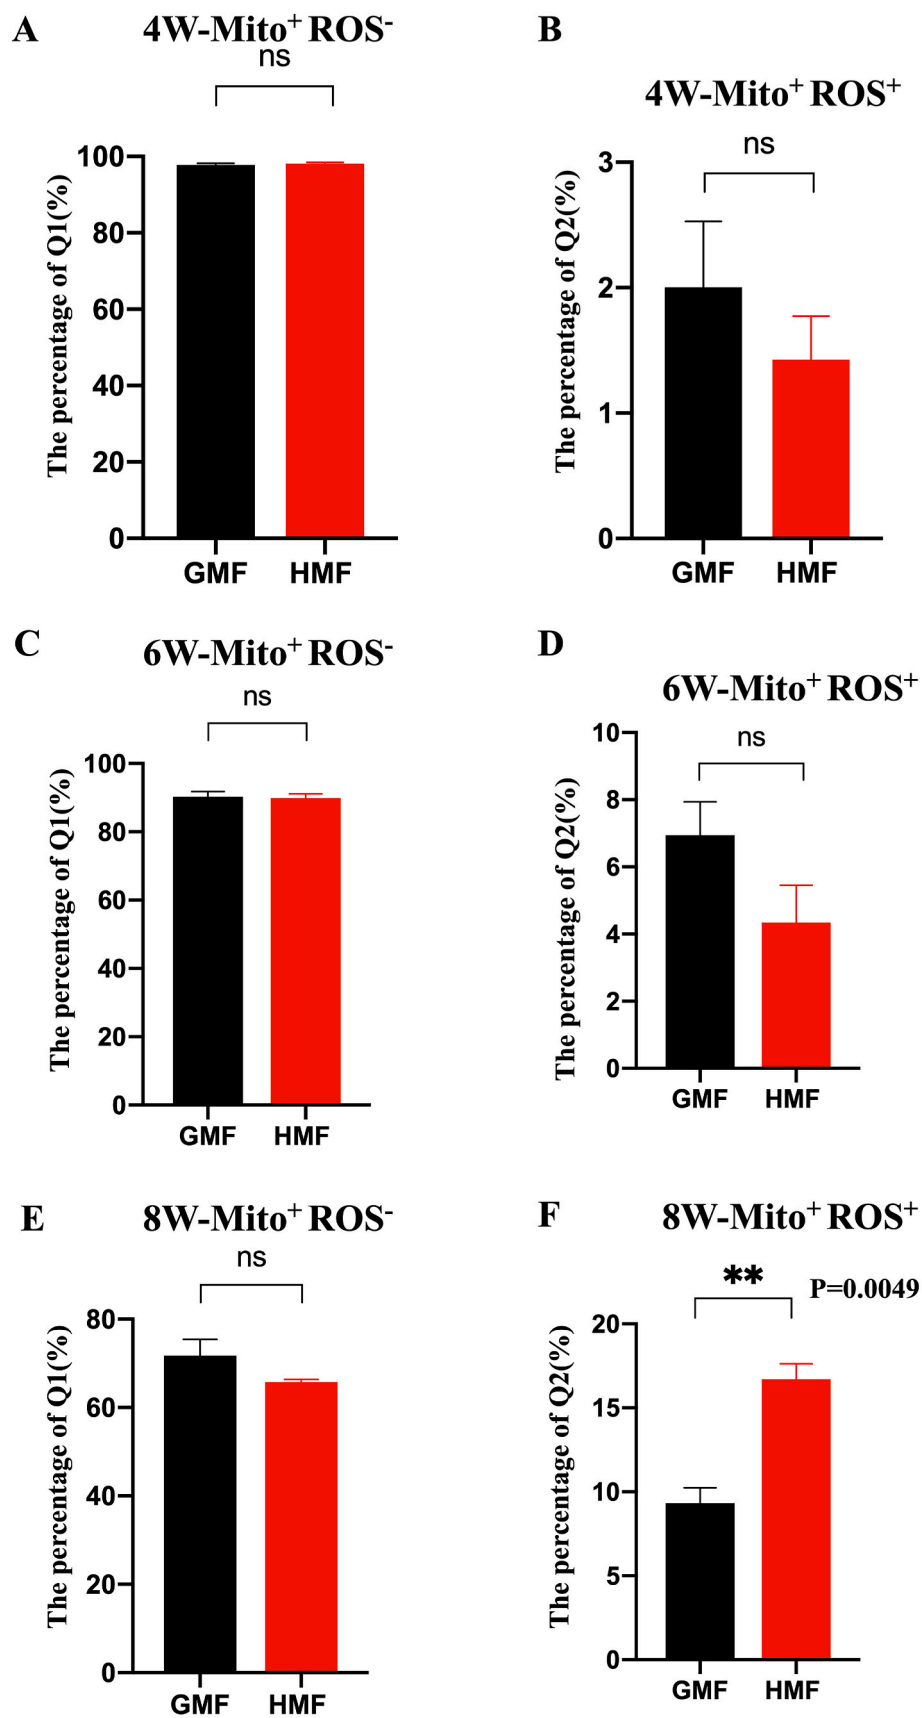 A
4W-Mito⁺ ROS⁻
ns
The percentage of Q1(%)
100
80
60
40
20
0
GMF
HMF
B
4W-Mito⁺ ROS⁺
ns
The percentage of Q2(%)
3
2
1
0
GMF
HMF
C
6W-Mito⁺ ROS⁻
ns
The percentage of Q1(%)
100
80
60
40
20
0
GMF
HMF
D
6W-Mito⁺ ROS⁺
ns
The percentage of Q2(%)
10
8
6
4
2
0
GMF
HMF
E
8W-Mito⁺ ROS⁻
ns
The percentage of Q1(%)
80
60
40
20
0
GMF
HMF
F
8W-Mito⁺ ROS⁺
**
P=0.0049
The percentage of Q2(%)
20
15
10
5
0
GMF
HMF